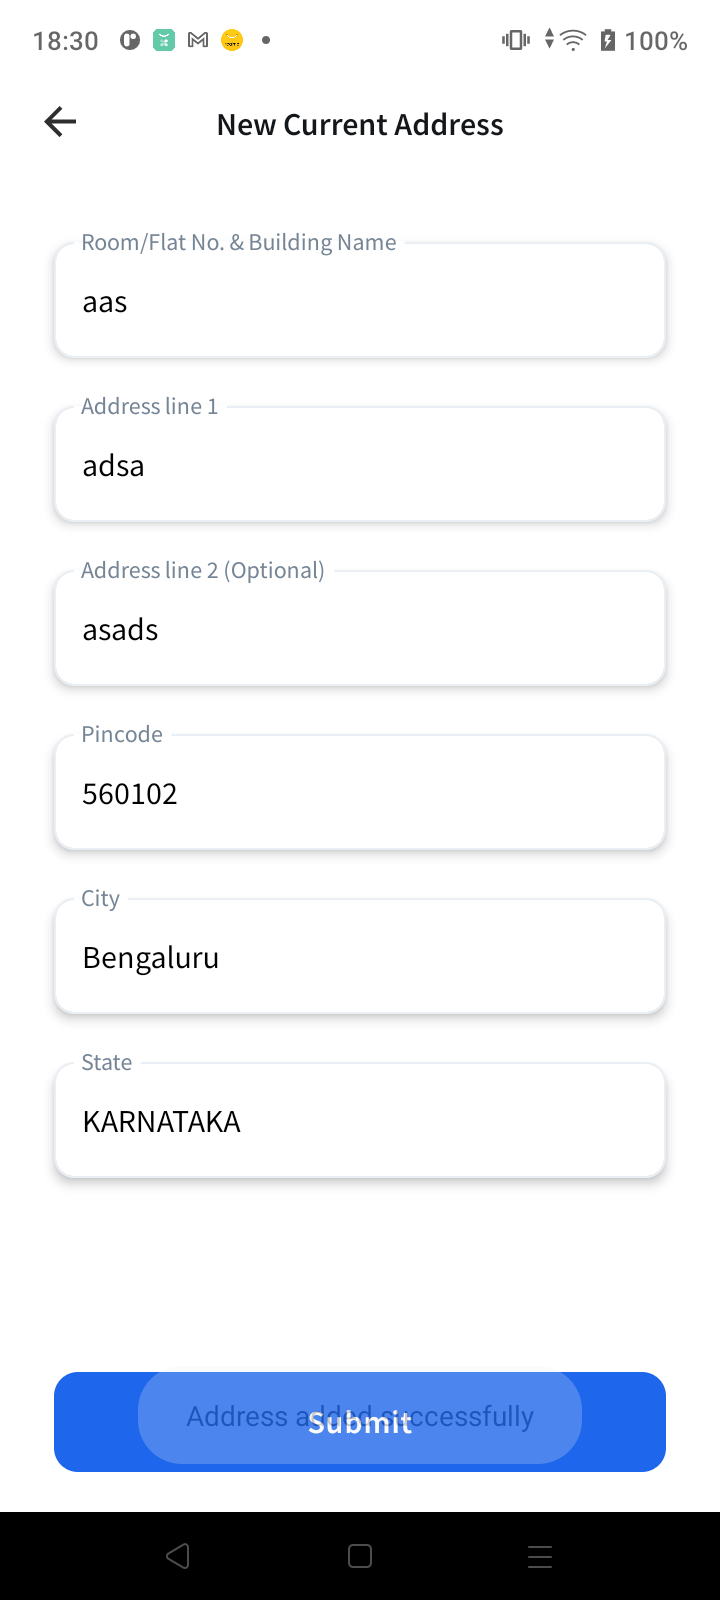 18:30
100%
New Current Address
Room/Flat No. & Building Name
aas
Address line 1
adsa
Address line 2 (Optional)
asads
Pincode
560102
City
Bengaluru
State
KARNATAKA
Address added successfully
Submit